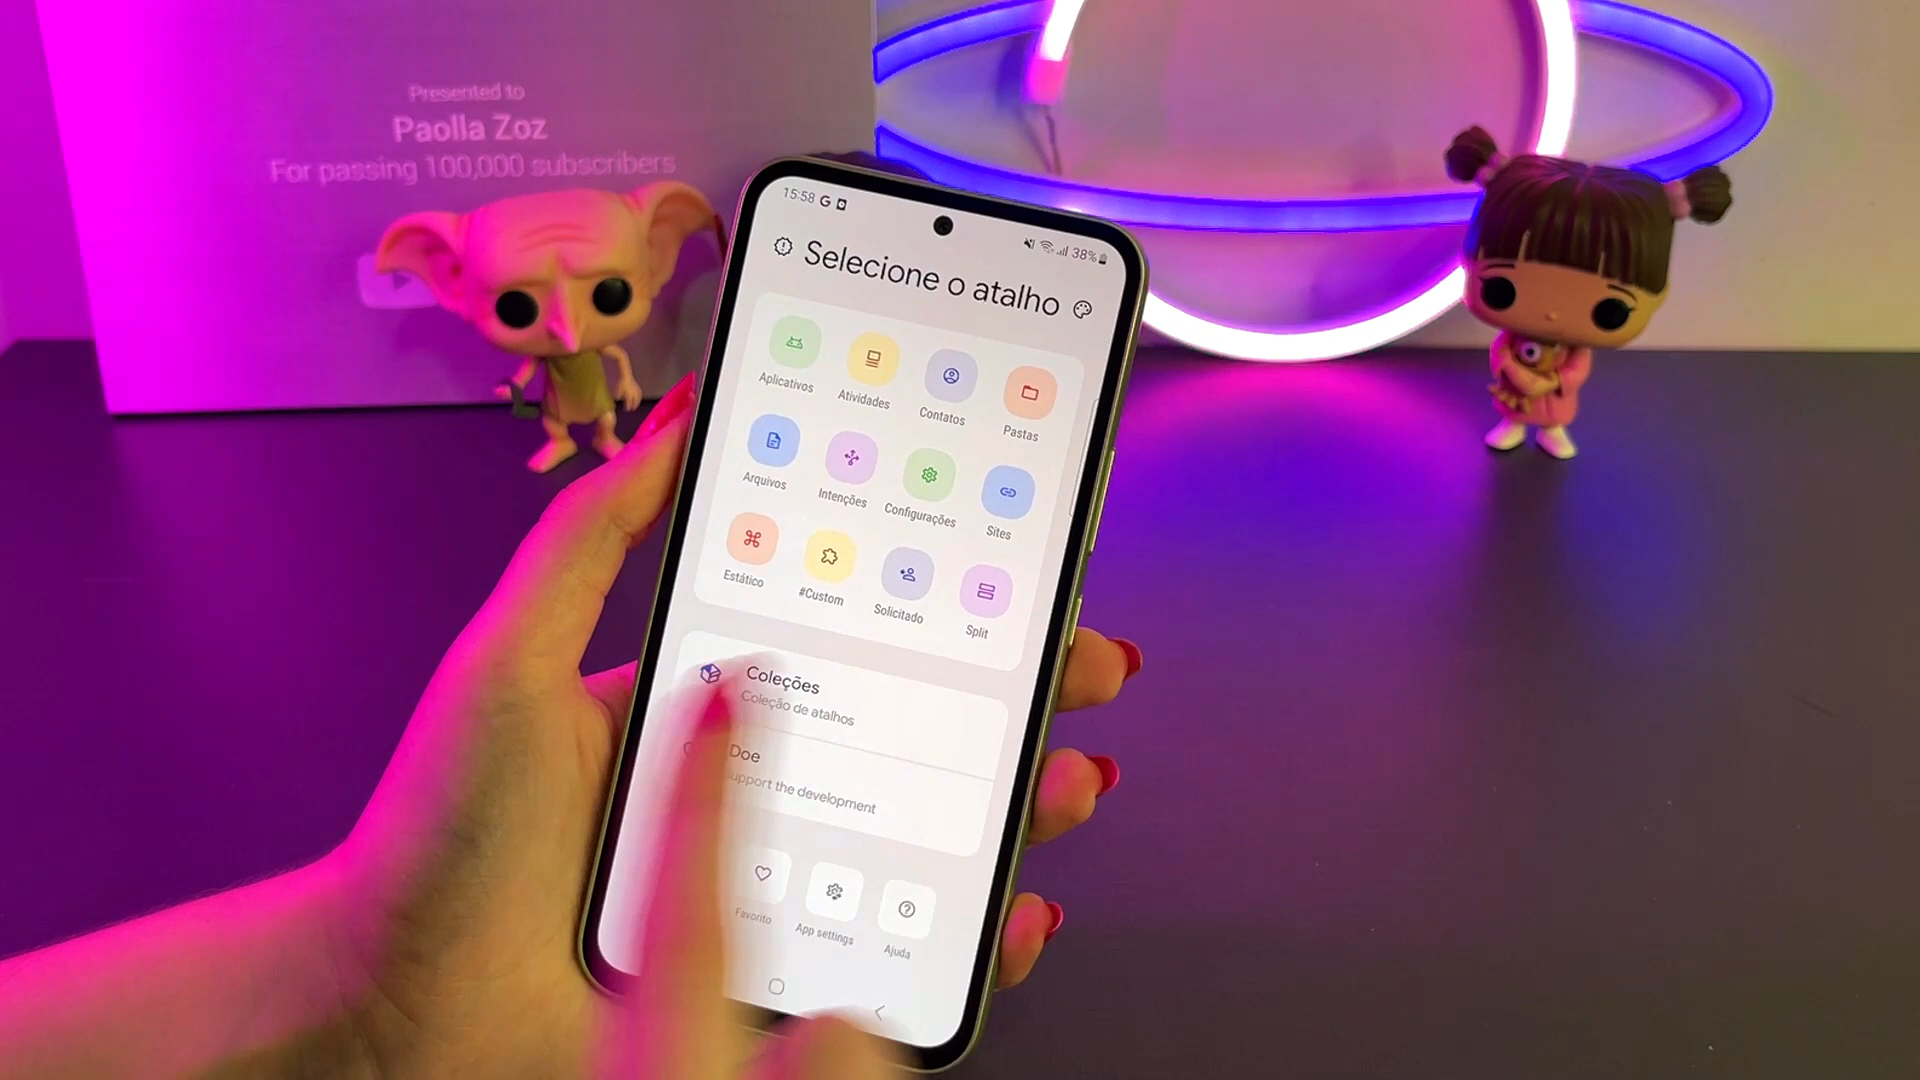 Presented to
Paolla Zoz
For passing 100,000 subscribers
15:58 G
38%
Selecione o atalho
Aplicativos
Atividades
Contatos
Pastas
Arquivos
Intenções
Configurações
Sites
Estático
#Custom
Solicitado
Split
Coleções
Coleção de atalhos
Doe
upport the development
Favorito
App settings
Ajuda